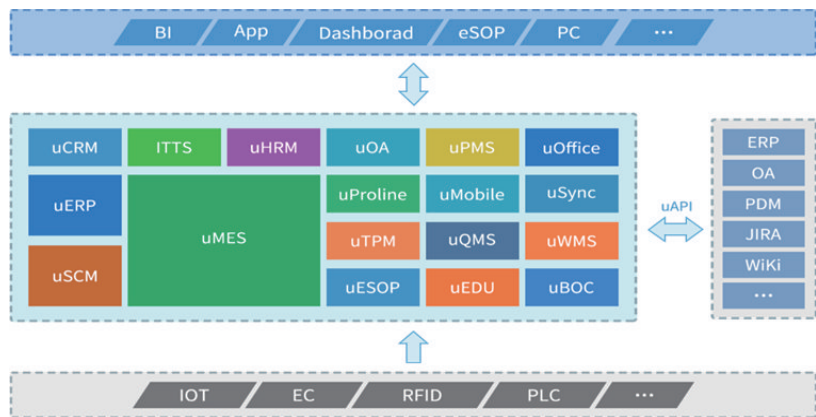 BI App Dashborad eSOP PC ...
uCRM ITTS uHRM uOA uPMS uOffice
uERP uMES uProline uMobile uSync
uTPM uQMS uWMS
uSCM uESOP uEDU uBOC
uAPI
ERP
OA
PDM
JIRA
WiKi
...
IOT EC RFID PLC ...